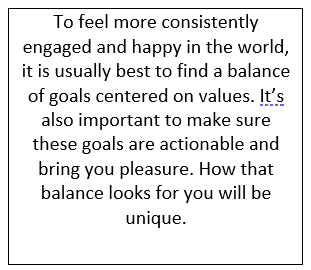 To feel more consistently
engaged and happy in the world,
it is usually best to find a balance
of goals centered on values. It’s
also important to make sure
these goals are actionable and
bring you pleasure. How that
balance looks for you will be
unique.